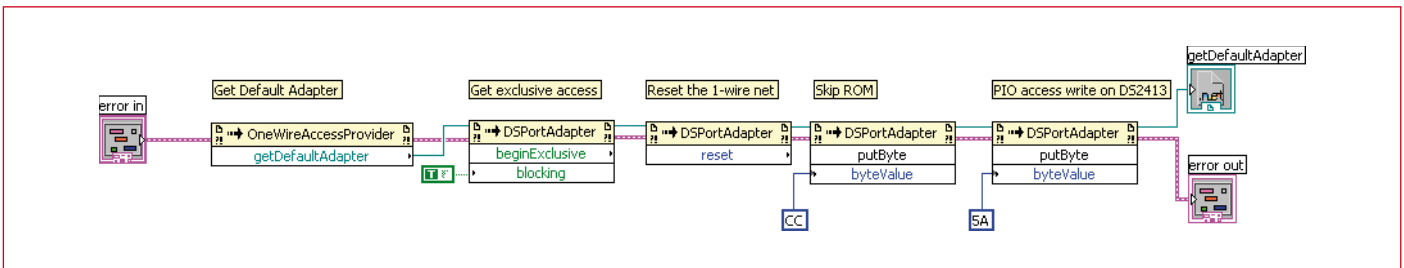 getDefaultAdapter
Get Default Adapter
Get exclusive access
Reset the 1-wire net
Skip ROM
PIO access write on DS2413
error in
.net
OneWireAccessProvider
getDefaultAdapter
DSPortAdapter
beginExclusive
blocking
T
DSPortAdapter
reset
DSPortAdapter
putByte
byteValue
DSPortAdapter
putByte
byteValue
error out
CC
5A